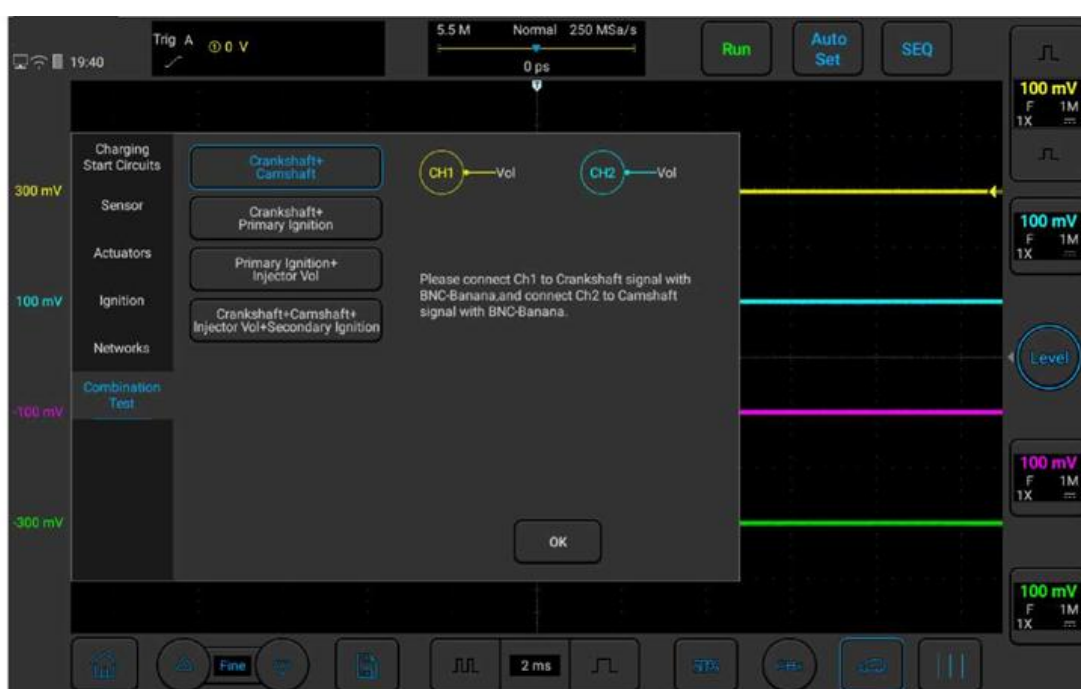 5.5 M Normal 250 MSa/s
Trig A ① 0 V
Run
Auto
Set
SEQ
19:40
0 ps
T
100 mV
F 1M
1X
Charging
Start Circuits
Crankshaft+
Camshaft
CH1 Vol
CH2 Vol
300 mV
Sensor
Crankshaft+
Primary Ignition
100 mV
F 1M
1X
Actuators
Primary Ignition+
Injector Vol
Please connect Ch1 to Crankshaft signal with
BNC-Banana,and connect Ch2 to Camshaft
signal with BNC-Banana.
100 mV
Ignition
Crankshaft+Camshaft+
Injector Vol+Secondary Ignition
Networks
Level
Combination
Test
-100 mV
100 mV
F 1M
1X
-300 mV
OK
100 mV
F 1M
1X
Fine
2 ms
50%